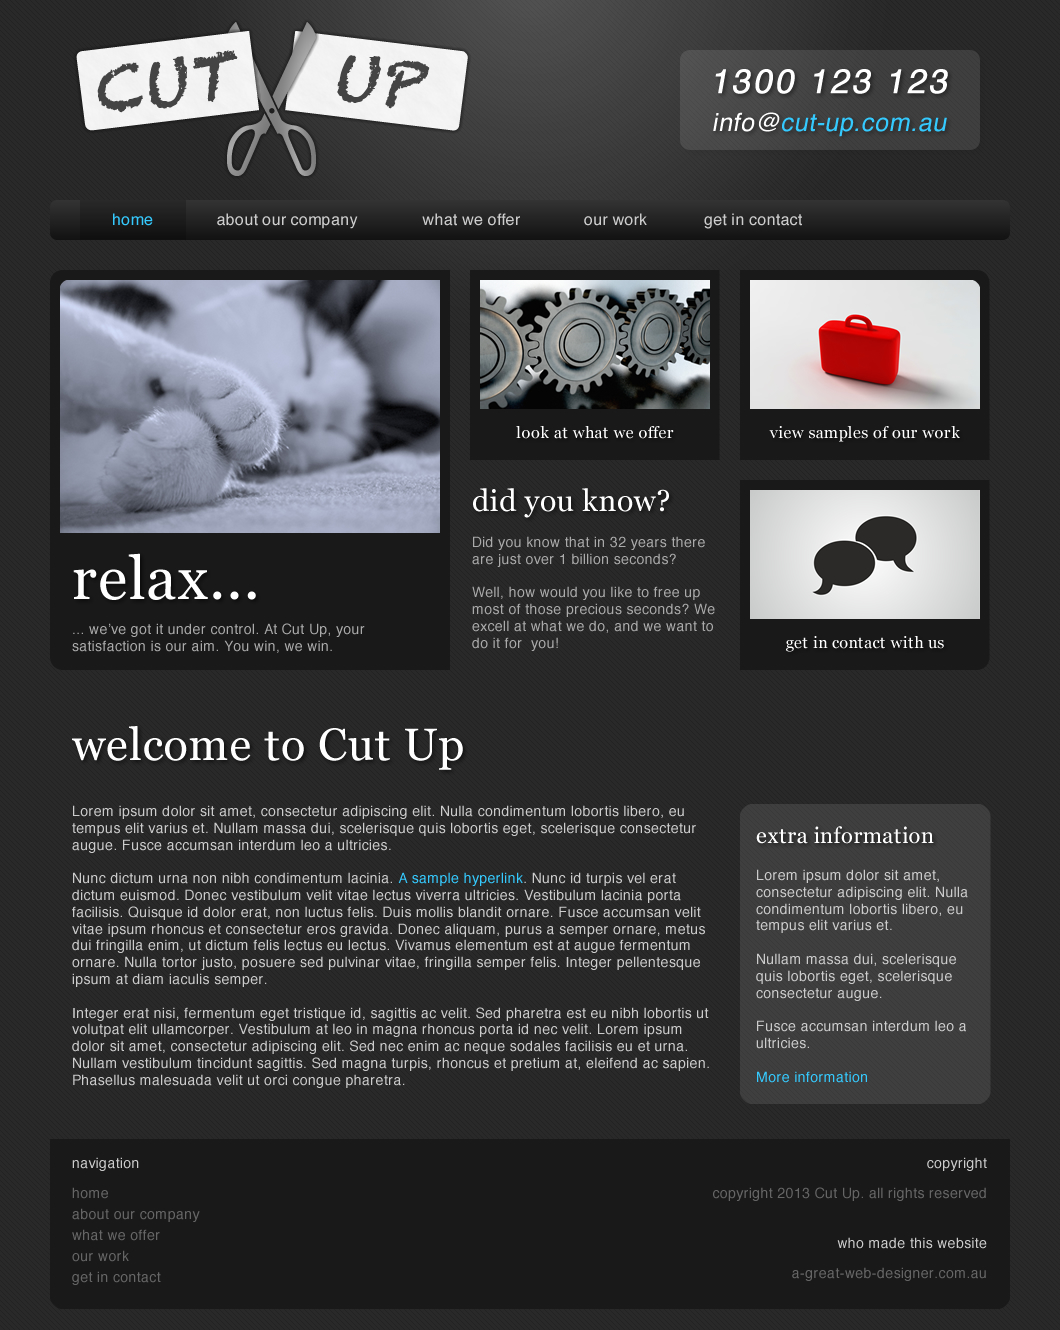 CUT UP
1300 123 123
info@cut-up.com.au
home about our company what we offer our work get in contact
look at what we offer
view samples of our work
relax...
... we've got it under control. At Cut Up, your
satisfaction is our aim. You win, we win.
did you know?
Did you know that in 32 years there
are just over 1 billion seconds?
Well, how would you like to free up
most of those precious seconds? We
excell at what we do, and we want to
do it for  you!
get in contact with us
welcome to Cut Up
Lorem ipsum dolor sit amet, consectetur adipiscing elit. Nulla condimentum lobortis libero, eu
tempus elit varius et. Nullam massa dui, scelerisque quis lobortis eget, scelerisque consectetur
augue. Fusce accumsan interdum leo a ultricies.
Nunc dictum urna non nibh condimentum lacinia. A sample hyperlink. Nunc id turpis vel erat
dictum euismod. Donec vestibulum velit vitae lectus viverra ultricies. Vestibulum lacinia porta
facilisis. Quisque id dolor erat, non luctus felis. Duis mollis blandit ornare. Fusce accumsan velit
vitae ipsum rhoncus et consectetur eros gravida. Donec aliquam, purus a semper ornare, metus
dui fringilla enim, ut dictum felis lectus eu lectus. Vivamus elementum est at augue fermentum
ornare. Nulla tortor justo, posuere sed pulvinar vitae, fringilla semper felis. Integer pellentesque
ipsum at diam iaculis semper.
Integer erat nisi, fermentum eget tristique id, sagittis ac velit. Sed pharetra est eu nibh lobortis ut
volutpat elit ullamcorper. Vestibulum at leo in magna rhoncus porta id nec velit. Lorem ipsum
dolor sit amet, consectetur adipiscing elit. Sed nec enim ac neque sodales facilisis eu et urna.
Nullam vestibulum tincidunt sagittis. Sed magna turpis, rhoncus et pretium at, eleifend ac sapien.
Phasellus malesuada velit ut orci congue pharetra.
extra information
Lorem ipsum dolor sit amet,
consectetur adipiscing elit. Nulla
condimentum lobortis libero, eu
tempus elit varius et.
Nullam massa dui, scelerisque
quis lobortis eget, scelerisque
consectetur augue.
Fusce accumsan interdum leo a
ultricies.
More information
navigation
home
about our company
what we offer
our work
get in contact
copyright
copyright 2013 Cut Up. all rights reserved
who made this website
a-great-web-designer.com.au